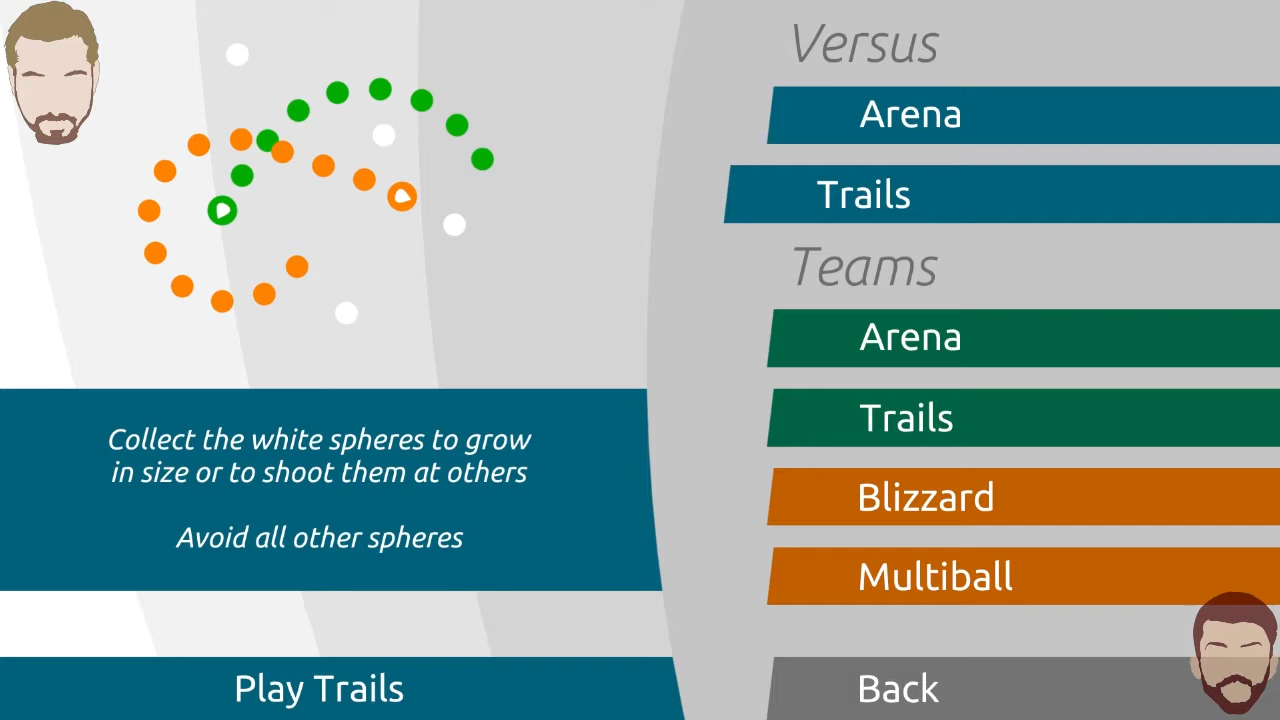 Versus
Arena
Trails
Teams
Arena
Trails
Blizzard
Multiball
Back
Collect the white spheres to grow
in size or to shoot them at others
Avoid all other spheres
Play Trails